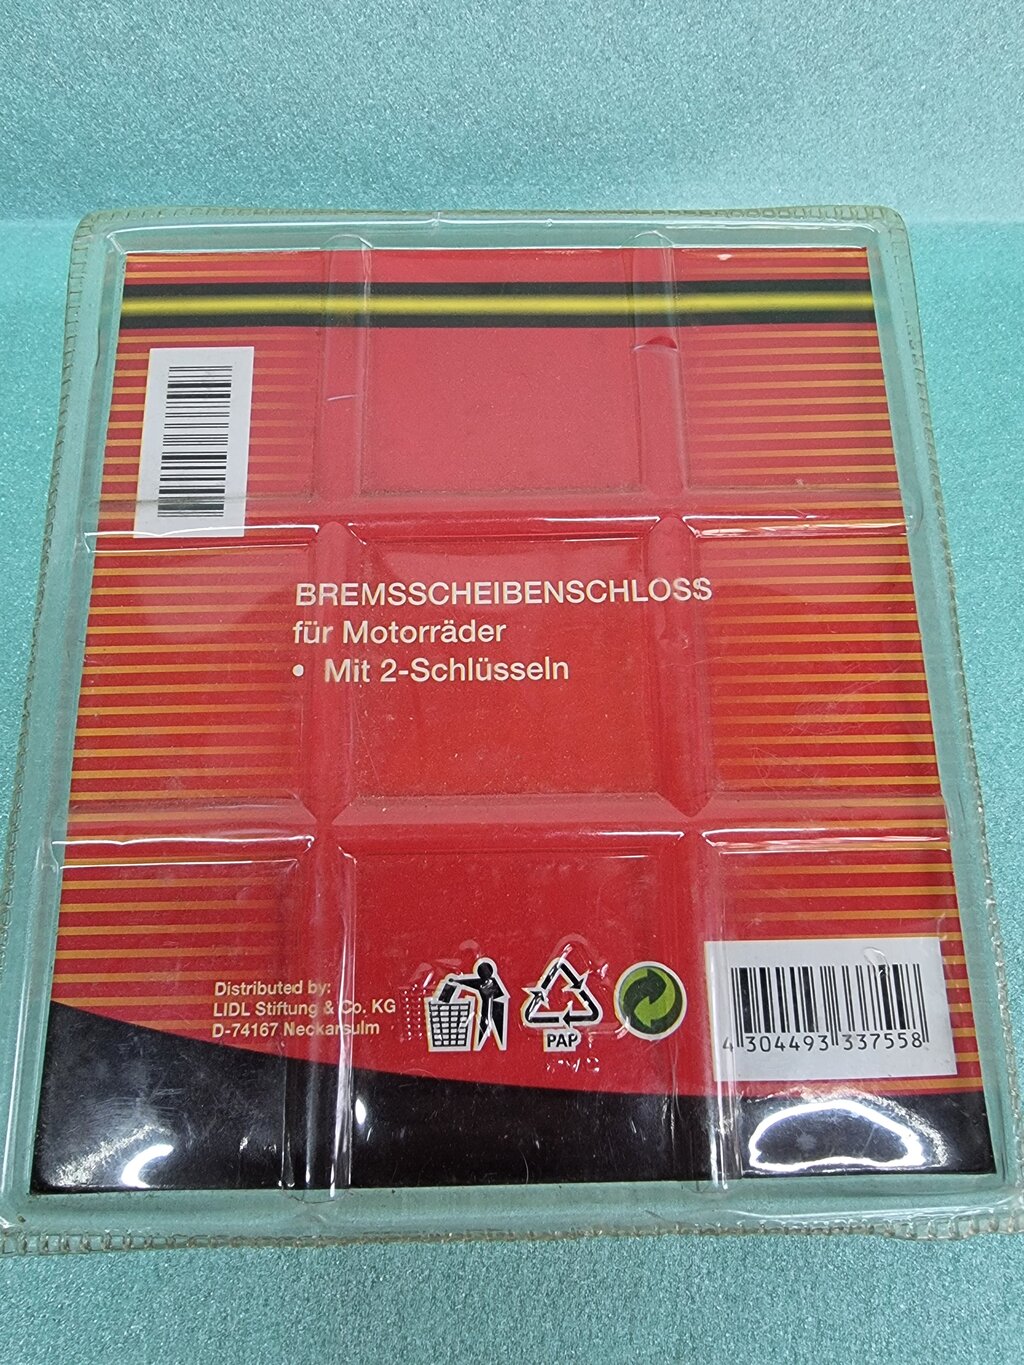 BREMSSCHEIBENSCHLOSS
für Motorräder
• Mit 2-Schlüsseln
Distributed by:
LIDL Stiftung & Co. KG
D-74167 Neckarsulm
PAP
4 304493 337558